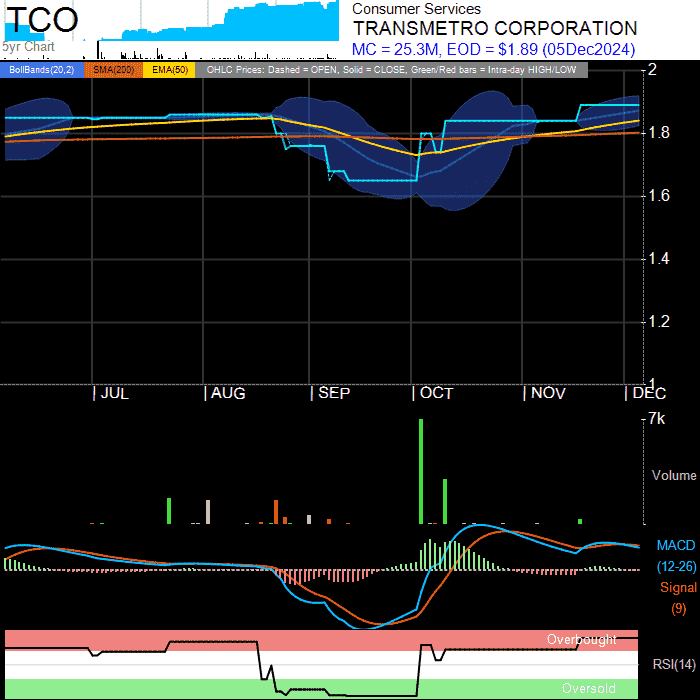 TCO
5yr Chart
Consumer Services
TRANSMETRO CORPORATION
MC = 25.3M, EOD = $1.89 (05Dec2024)
BollBands(20,2) SMA(200) EMA(50) OHLC Prices: Dashed = OPEN, Solid = CLOSE, Green/Red bars = Intra-day HIGH/LOW
2
1.8
1.6
1.4
1.2
1
JUL AUG SEP OCT NOV DEC
7k
Volume
MACD
(12-26)
Signal
(9)
Overbought
RSI(14)
Oversold